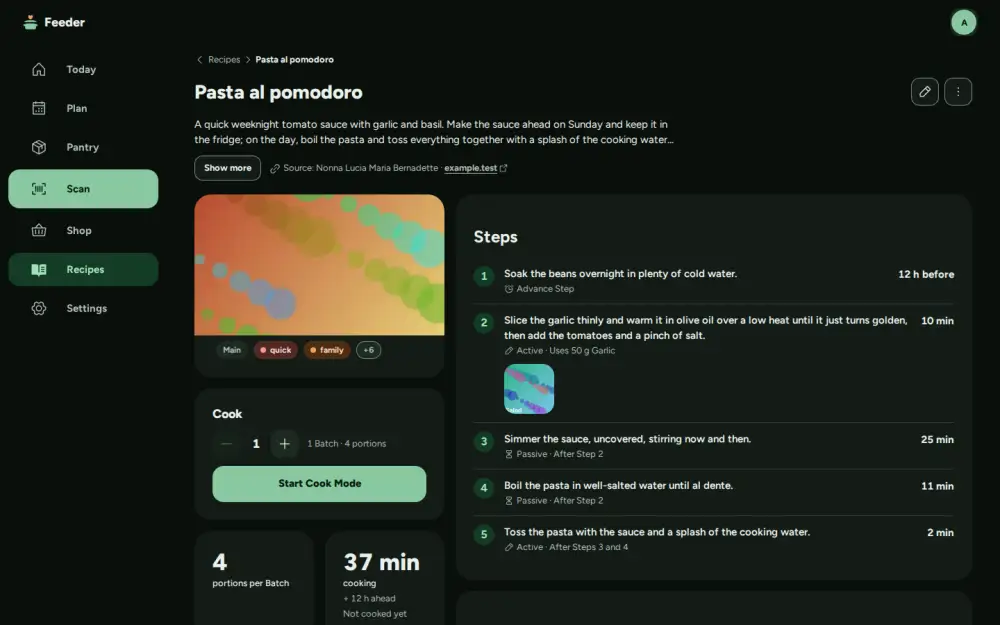 Feeder
A
Today
Plan
Pantry
Scan
Shop
Recipes
Settings
Recipes
Pasta al pomodoro
Pasta al pomodoro
A quick weeknight tomato sauce with garlic and basil. Make the sauce ahead on Sunday and keep it in
the fridge; on the day, boil the pasta and toss everything together with a splash of the cooking water…
Show more
Source: Nonna Lucia Maria Bernadette · example.test
Main
quick
family
+6
Cook
1
1 Batch · 4 portions
Start Cook Mode
4
portions per Batch
37 min
cooking
+ 12 h ahead
Not cooked yet
Steps
1
Soak the beans overnight in plenty of cold water.
12 h before
Advance Step
2
Slice the garlic thinly and warm it in olive oil over a low heat until it just turns golden,
10 min
then add the tomatoes and a pinch of salt.
Active · Uses 50 g Garlic
3
Simmer the sauce, uncovered, stirring now and then.
25 min
Passive · After Step 2
4
Boil the pasta in well-salted water until al dente.
11 min
Passive · After Step 2
5
Toss the pasta with the sauce and a splash of the cooking water.
2 min
Active · After Steps 3 and 4